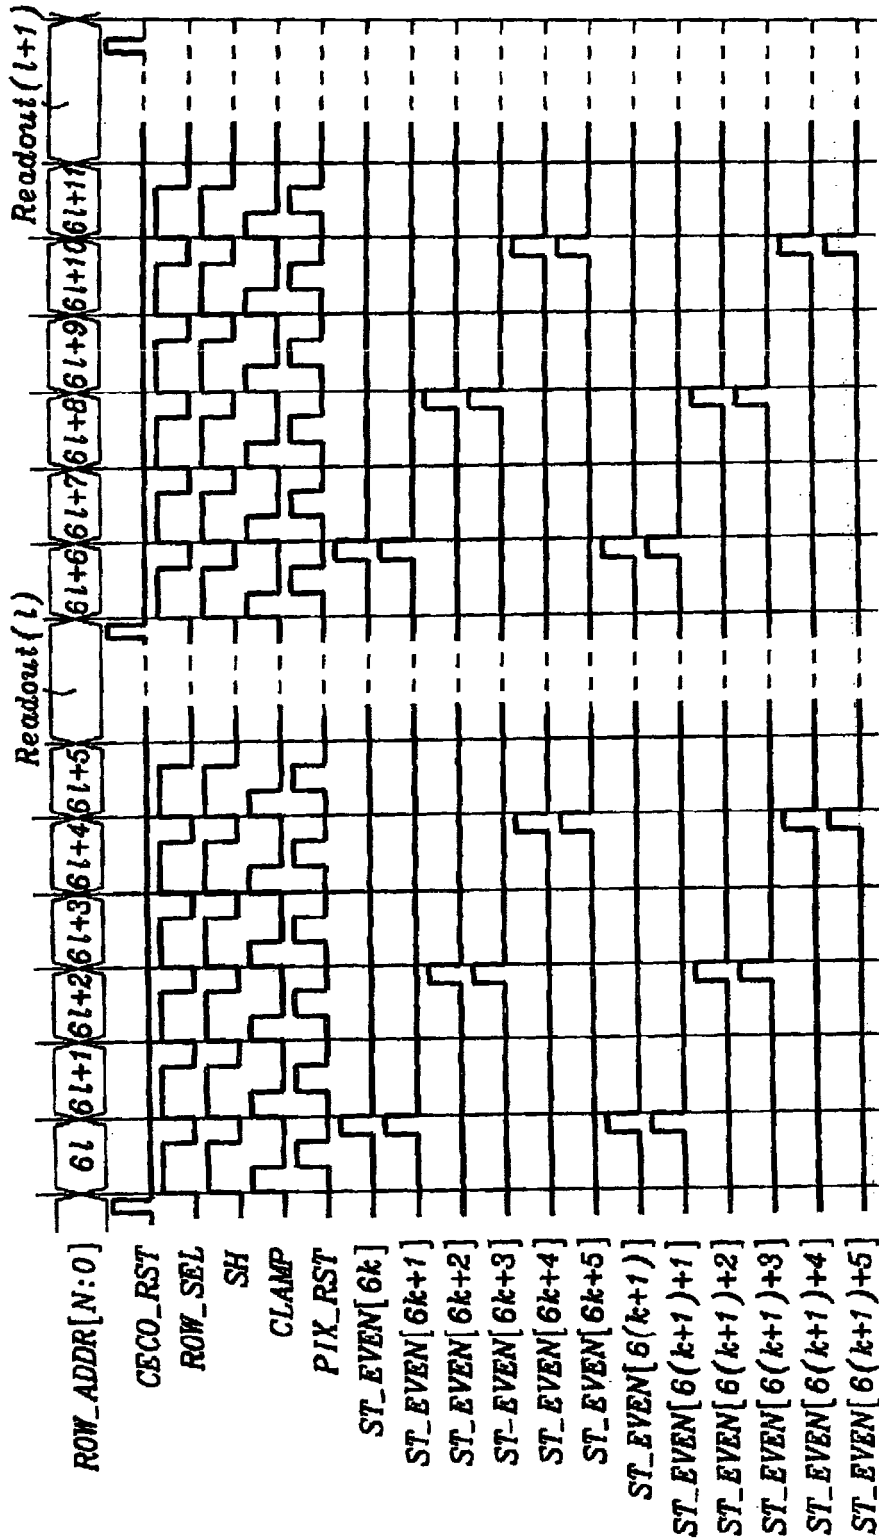 Readout(l)
Readout(l+1)
ROW_ADDR[N:0]
6l
6l+1
6l+2
6l+3
6l+4
6l+5
6l+6
6l+7
6l+8
6l+9
6l+10
6l+11
CECO_RST
ROW_SEL
SH
CLAMP
PIX_RST
ST_EVEN[6k]
ST_EVEN[6k+1]
ST_EVEN[6k+2]
ST-EVEN[6k+3]
ST_EVEN[6k+4]
ST_EVEN[6k+5]
ST_EVEN[6(k+1)]
ST_EVEN[6(k+1)+1]
ST_EVEN[6(k+1)+2]
ST_EVEN[6(k+1)+3]
ST_EVEN[6(k+1)+4]
ST_EVEN[6(k+1)+5]